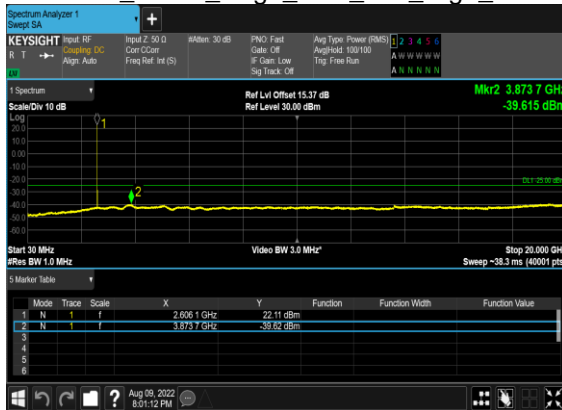 Spectrum Analyzer 1
Swept SA
KEYSIGHT Input: RF Input Z: 50 Ω #Atten: 30 dB PNO: Fast Avg Type: Power (RMS) 1 2 3 4 5 6
R T Coupling: DC Corr CCorr Gate: Off Avg|Hold: 100/100 A W W W W W
Align: Auto Freq Ref: Int (S) IF Gain: Low Trig: Free Run
Sig Track: Off A N N N N N
1 Spectrum Ref Lvl Offset 15.37 dB Mkr2 3.873 7 GHz
Scale/Div 10 dB Ref Level 30.00 dBm -39.615 dBm
Log
1
20.0
10.0
0.00
-10.0
-20.0 DL1 -25.00 dBm
-30.0 2
-40.0
-50.0
-60.0
Start 30 MHz Video BW 3.0 MHz* Stop 20.000 GH
#Res BW 1.0 MHz Sweep ~38.3 ms (40001 pts
5 Marker Table
Mode Trace Scale X Y Function Function Width Function Value
1 N 1 f 2.606 1 GHz 22.11 dBm
2 N 1 f 3.873 7 GHz -39.62 dBm
3
4
5
6
? Aug 09, 2022
8:01:12 PM